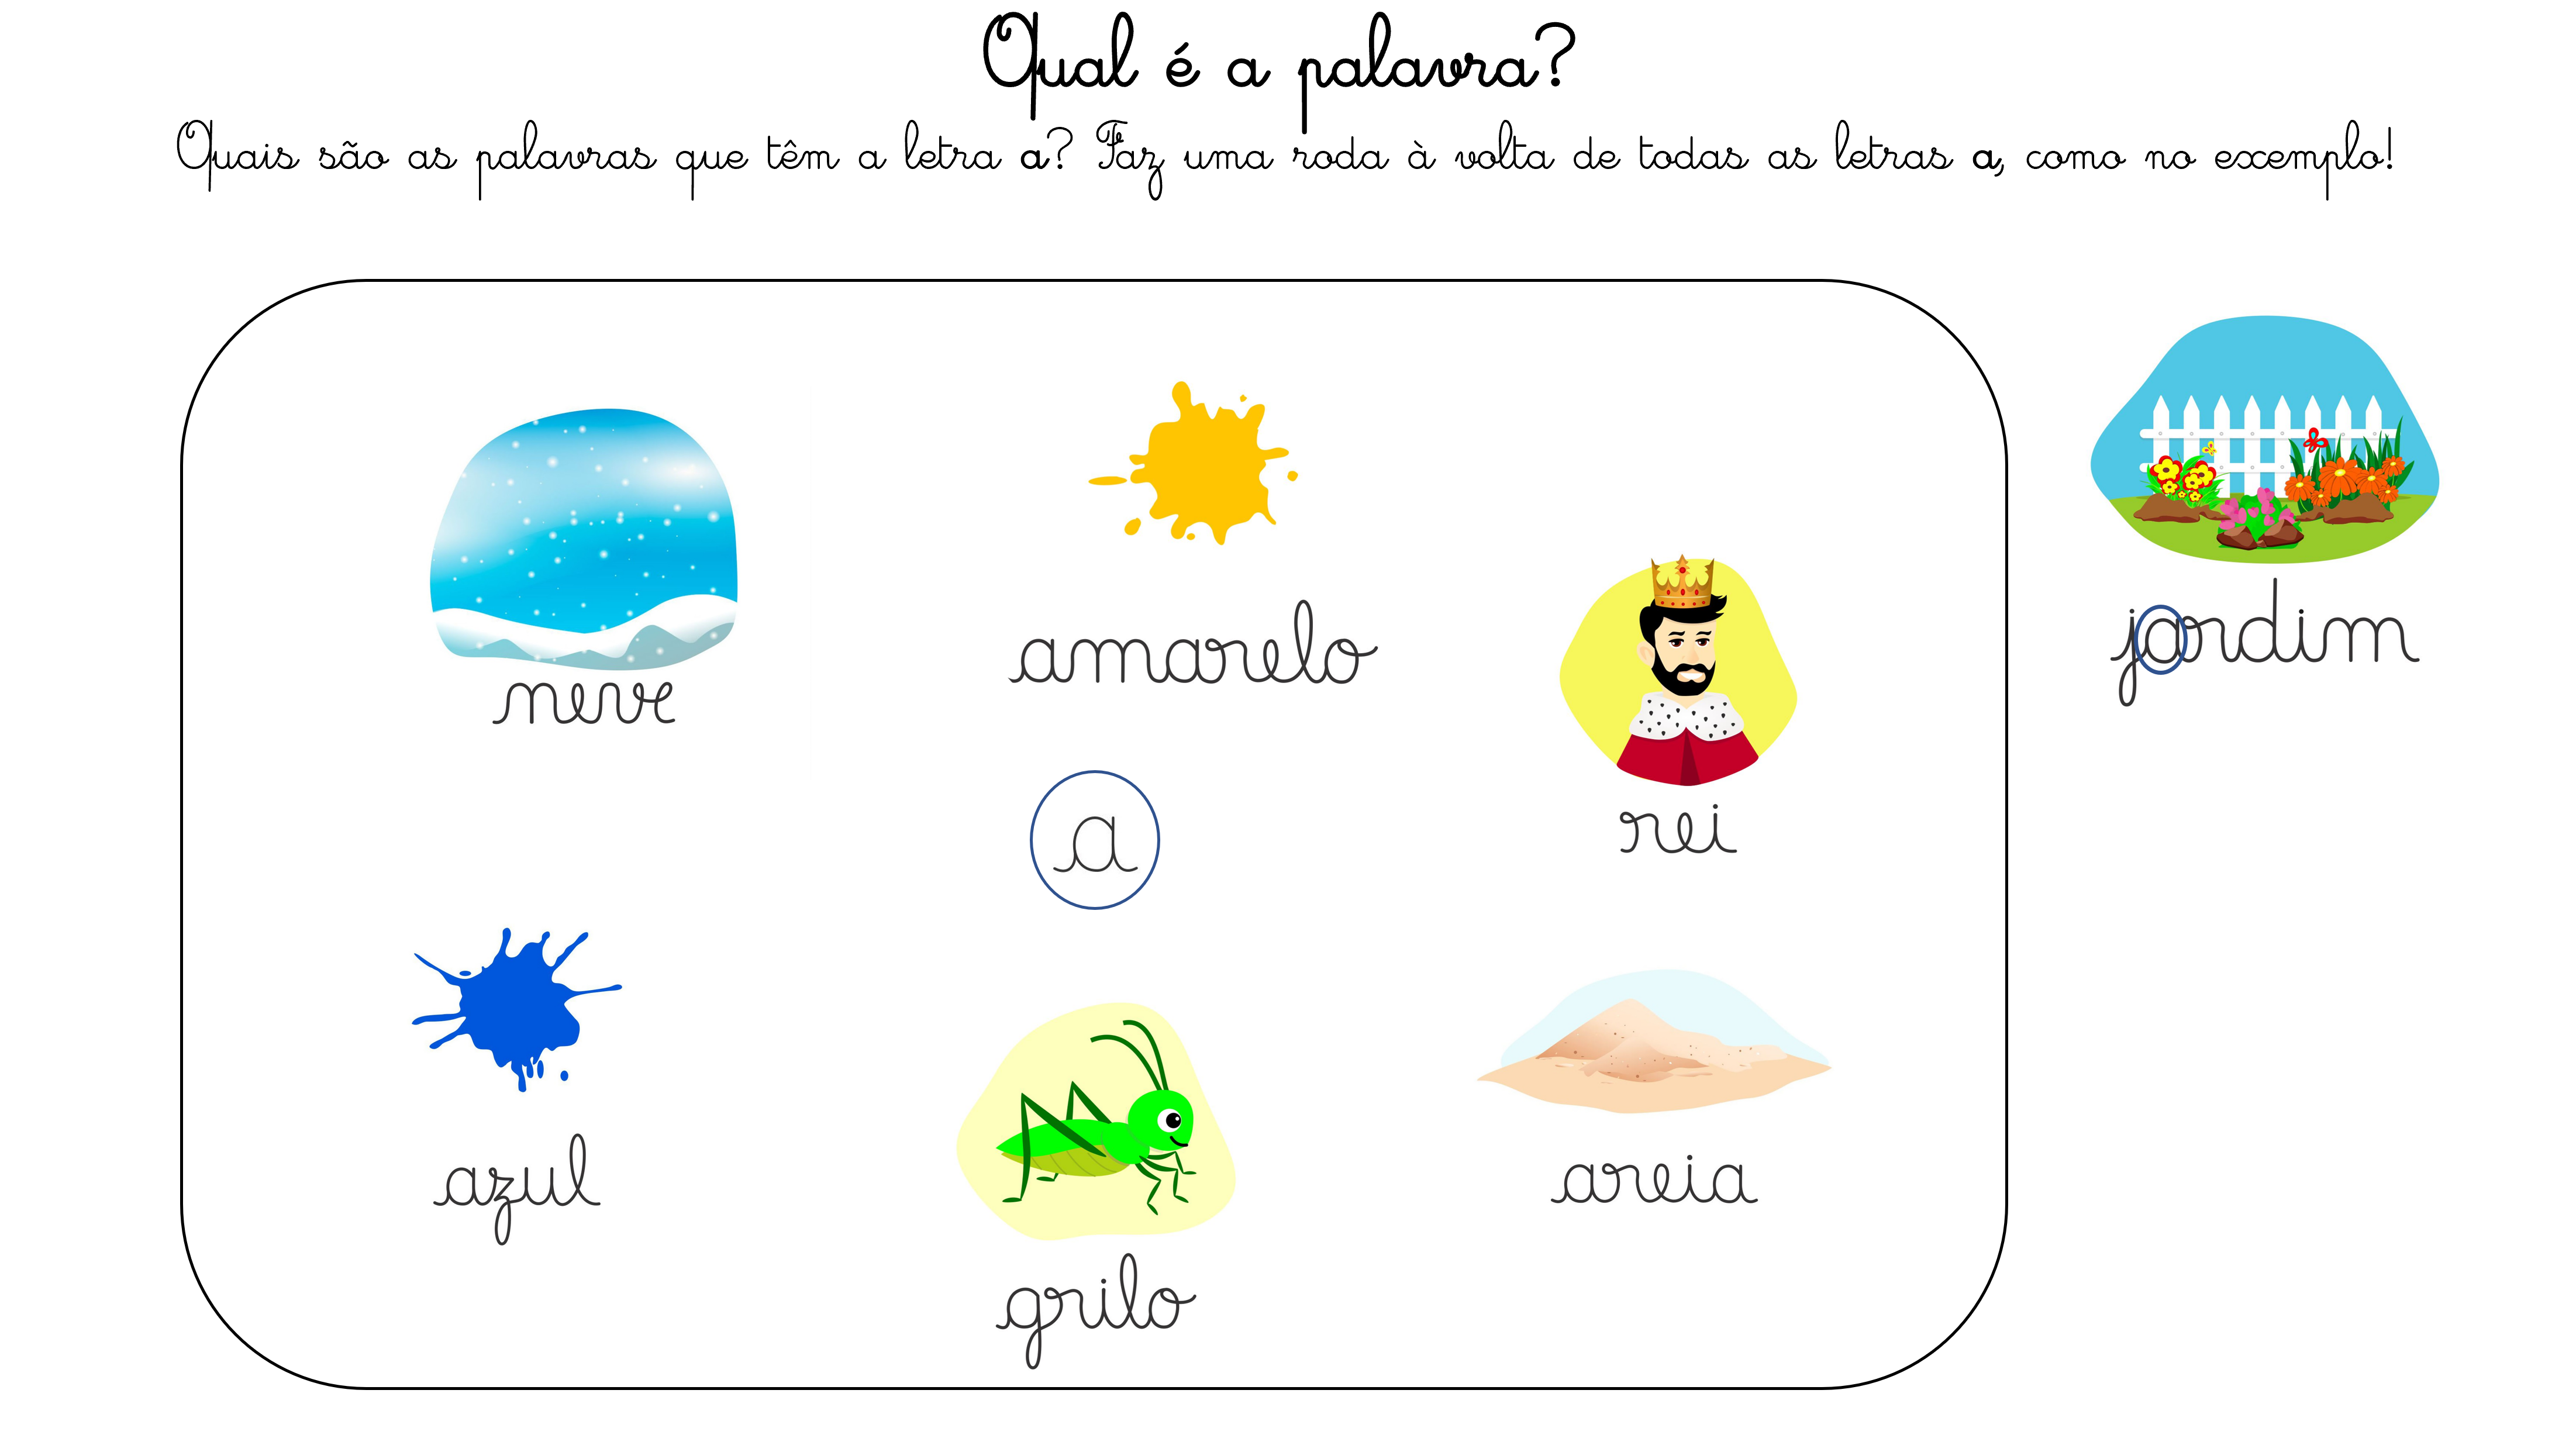 Qual é a palavra?
Quais são as palavras que têm a letra a? Faz uma roda à volta de todas as letras a, como no exemplo!
neve
amarelo
rei
jardim
a
azul
grilo
areia